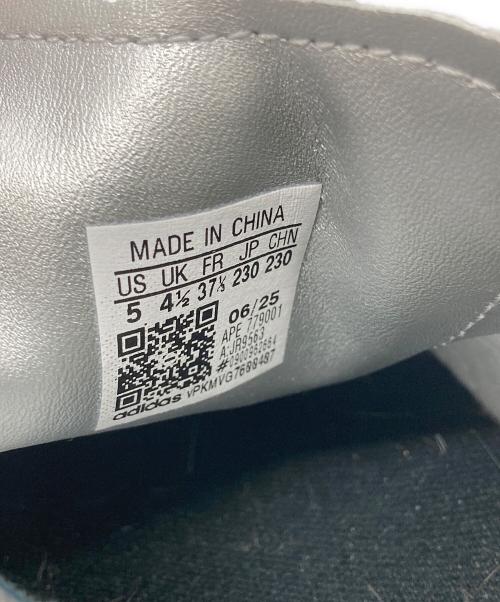 MADE IN CHINA
US UK FR JP CHN
5 4½ 37⅓ 230 230
06/25
APE 779001
A:JR9563
adidas